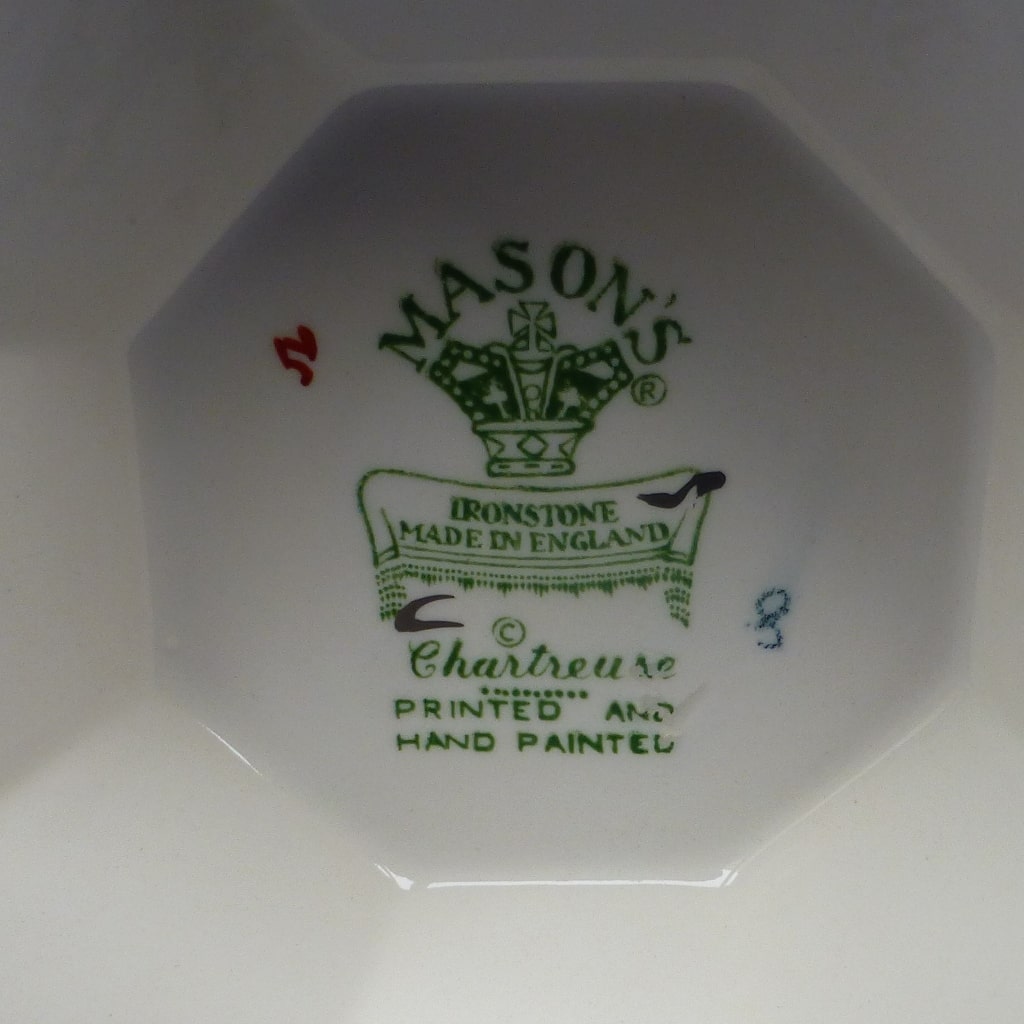 MASON'S
®
IRONSTONE
MADE IN ENGLAND
©
Chartreuse
PRINTED AND
HAND PAINTED